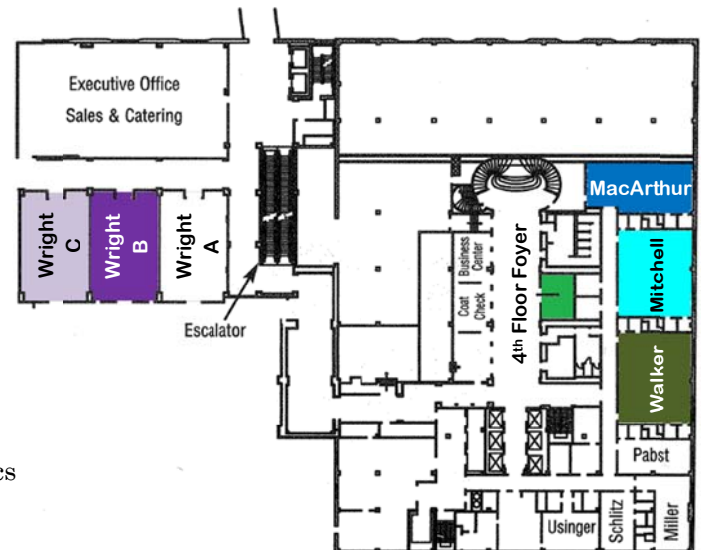 Executive Office
Sales & Catering
MacArthur
Wright
C
Wright
B
Wright
A
Business
Center
Coat
Check
4th Floor Foyer
Mitchell
Escalator
Walker
Pabst
cs
Usinger
Schlitz
Miller